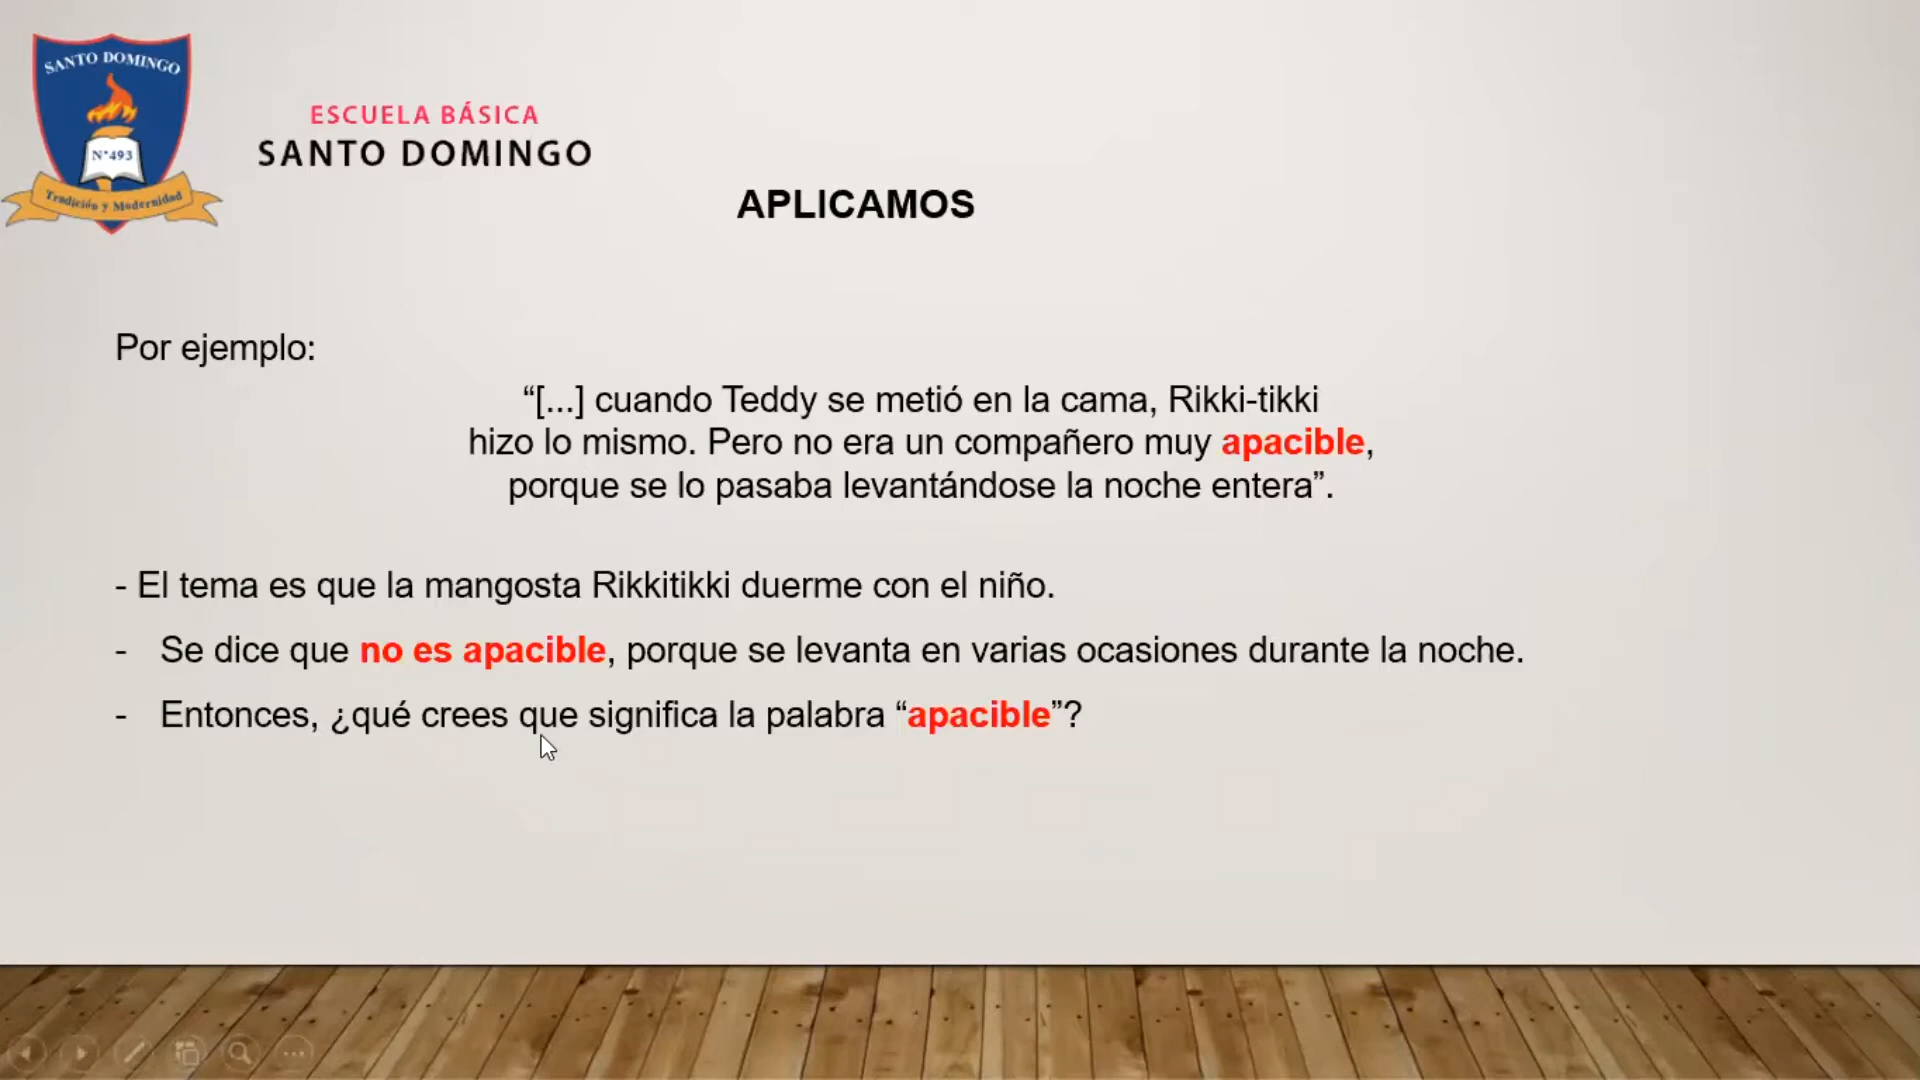 SANTO DOMINGO
N°493
Tradición y Modernidad
ESCUELA BÁSICA
SANTO DOMINGO
APLICAMOS
Por ejemplo:
“[...] cuando Teddy se metió en la cama, Rikki-tikki
hizo lo mismo. Pero no era un compañero muy apacible,
porque se lo pasaba levantándose la noche entera”.
- El tema es que la mangosta Rikkitikki duerme con el niño.
- Se dice que no es apacible, porque se levanta en varias ocasiones durante la noche.
- Entonces, ¿qué crees que significa la palabra “apacible”?